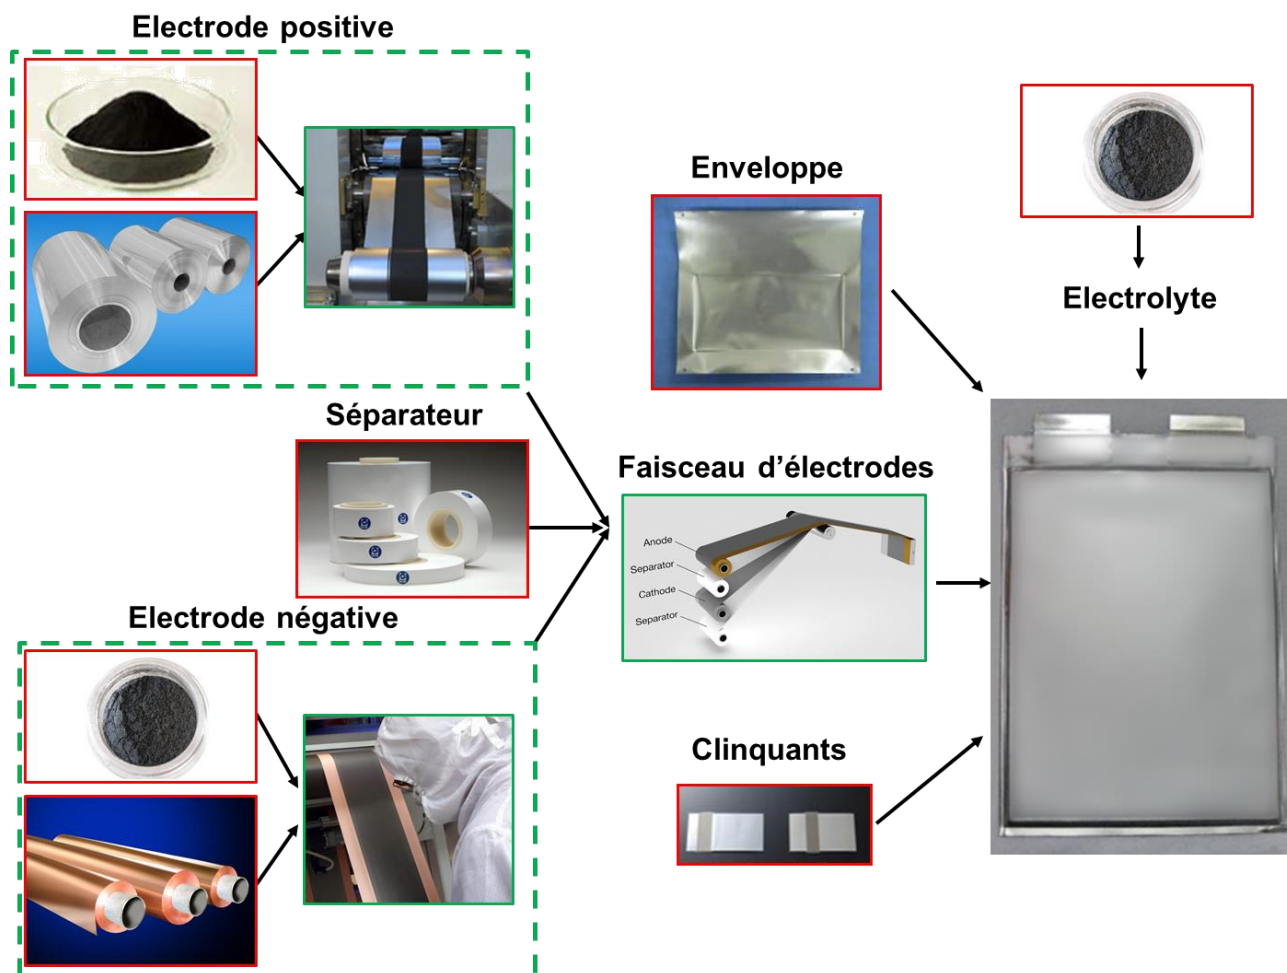 Electrode positive
Enveloppe
Electrolyte
Séparateur
Faisceau d'électrodes
Anode
Separator
Cathode
Separator
Electrode négative
Clinquants